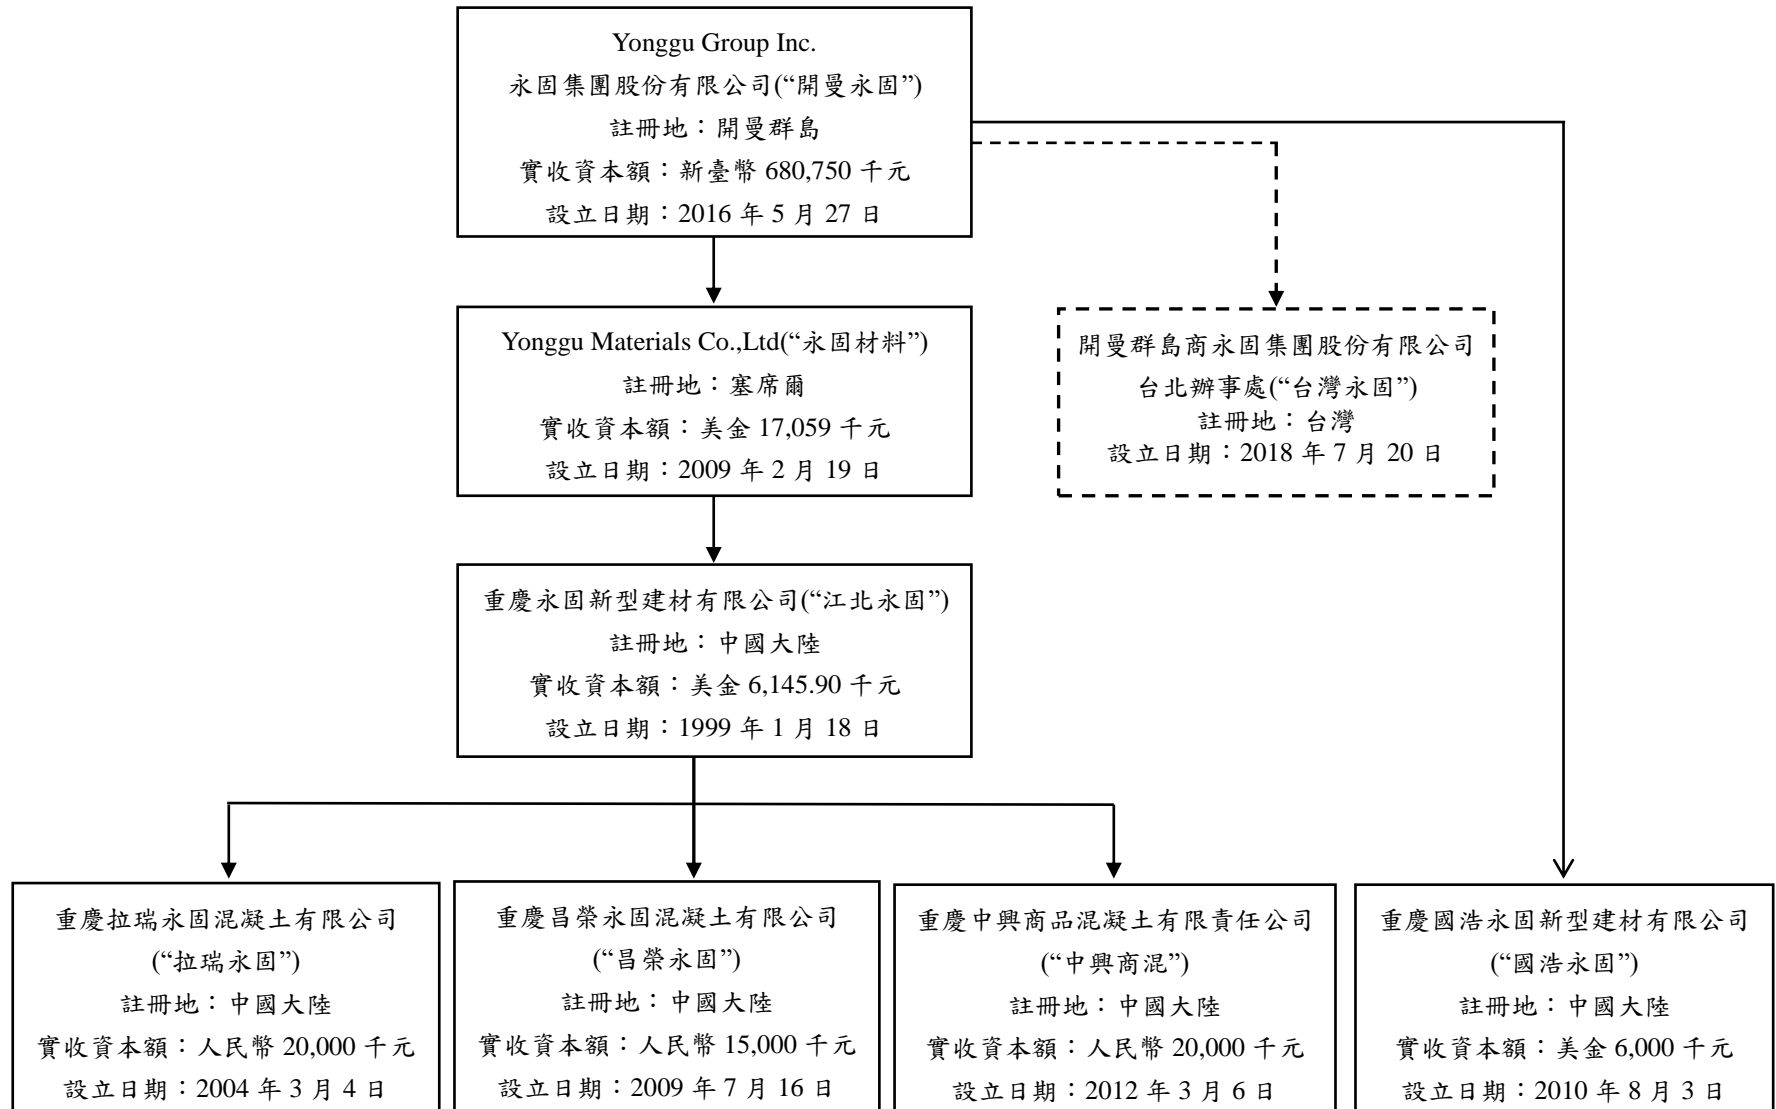 Yonggu Group Inc.
永固集團股份有限公司(“開曼永固”)
註冊地：開曼群島
實收資本額：新臺幣 680,750 千元
設立日期：2016 年 5 月 27 日
Yonggu Materials Co.,Ltd(“永固材料”)
註冊地：塞席爾
實收資本額：美金 17,059 千元
設立日期：2009 年 2 月 19 日
開曼群島商永固集團股份有限公司
台北辦事處(“台灣永固”)
註冊地：台灣
設立日期：2018 年 7 月 20 日
重慶永固新型建材有限公司(“江北永固”)
註冊地：中國大陸
實收資本額：美金 6,145.90 千元
設立日期：1999 年 1 月 18 日
重慶拉瑞永固混凝土有限公司
(“拉瑞永固”)
註冊地：中國大陸
實收資本額：人民幣 20,000 千元
設立日期：2004 年 3 月 4 日
重慶昌榮永固混凝土有限公司
(“昌榮永固”)
註冊地：中國大陸
實收資本額：人民幣 15,000 千元
設立日期：2009 年 7 月 16 日
重慶中興商品混凝土有限責任公司
(“中興商混”)
註冊地：中國大陸
實收資本額：人民幣 20,000 千元
設立日期：2012 年 3 月 6 日
重慶國浩永固新型建材有限公司
(“國浩永固”)
註冊地：中國大陸
實收資本額：美金 6,000 千元
設立日期：2010 年 8 月 3 日